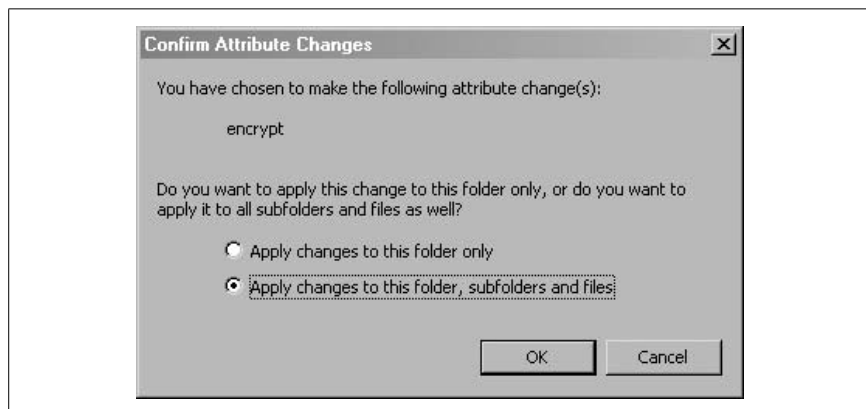 Confirm Attribute Changes
You have chosen to make the following attribute change(s):
encrypt
Do you want to apply this change to this folder only, or do you want to
apply it to all subfolders and files as well?
Apply changes to this folder only
Apply changes to this folder, subfolders and files
OK Cancel